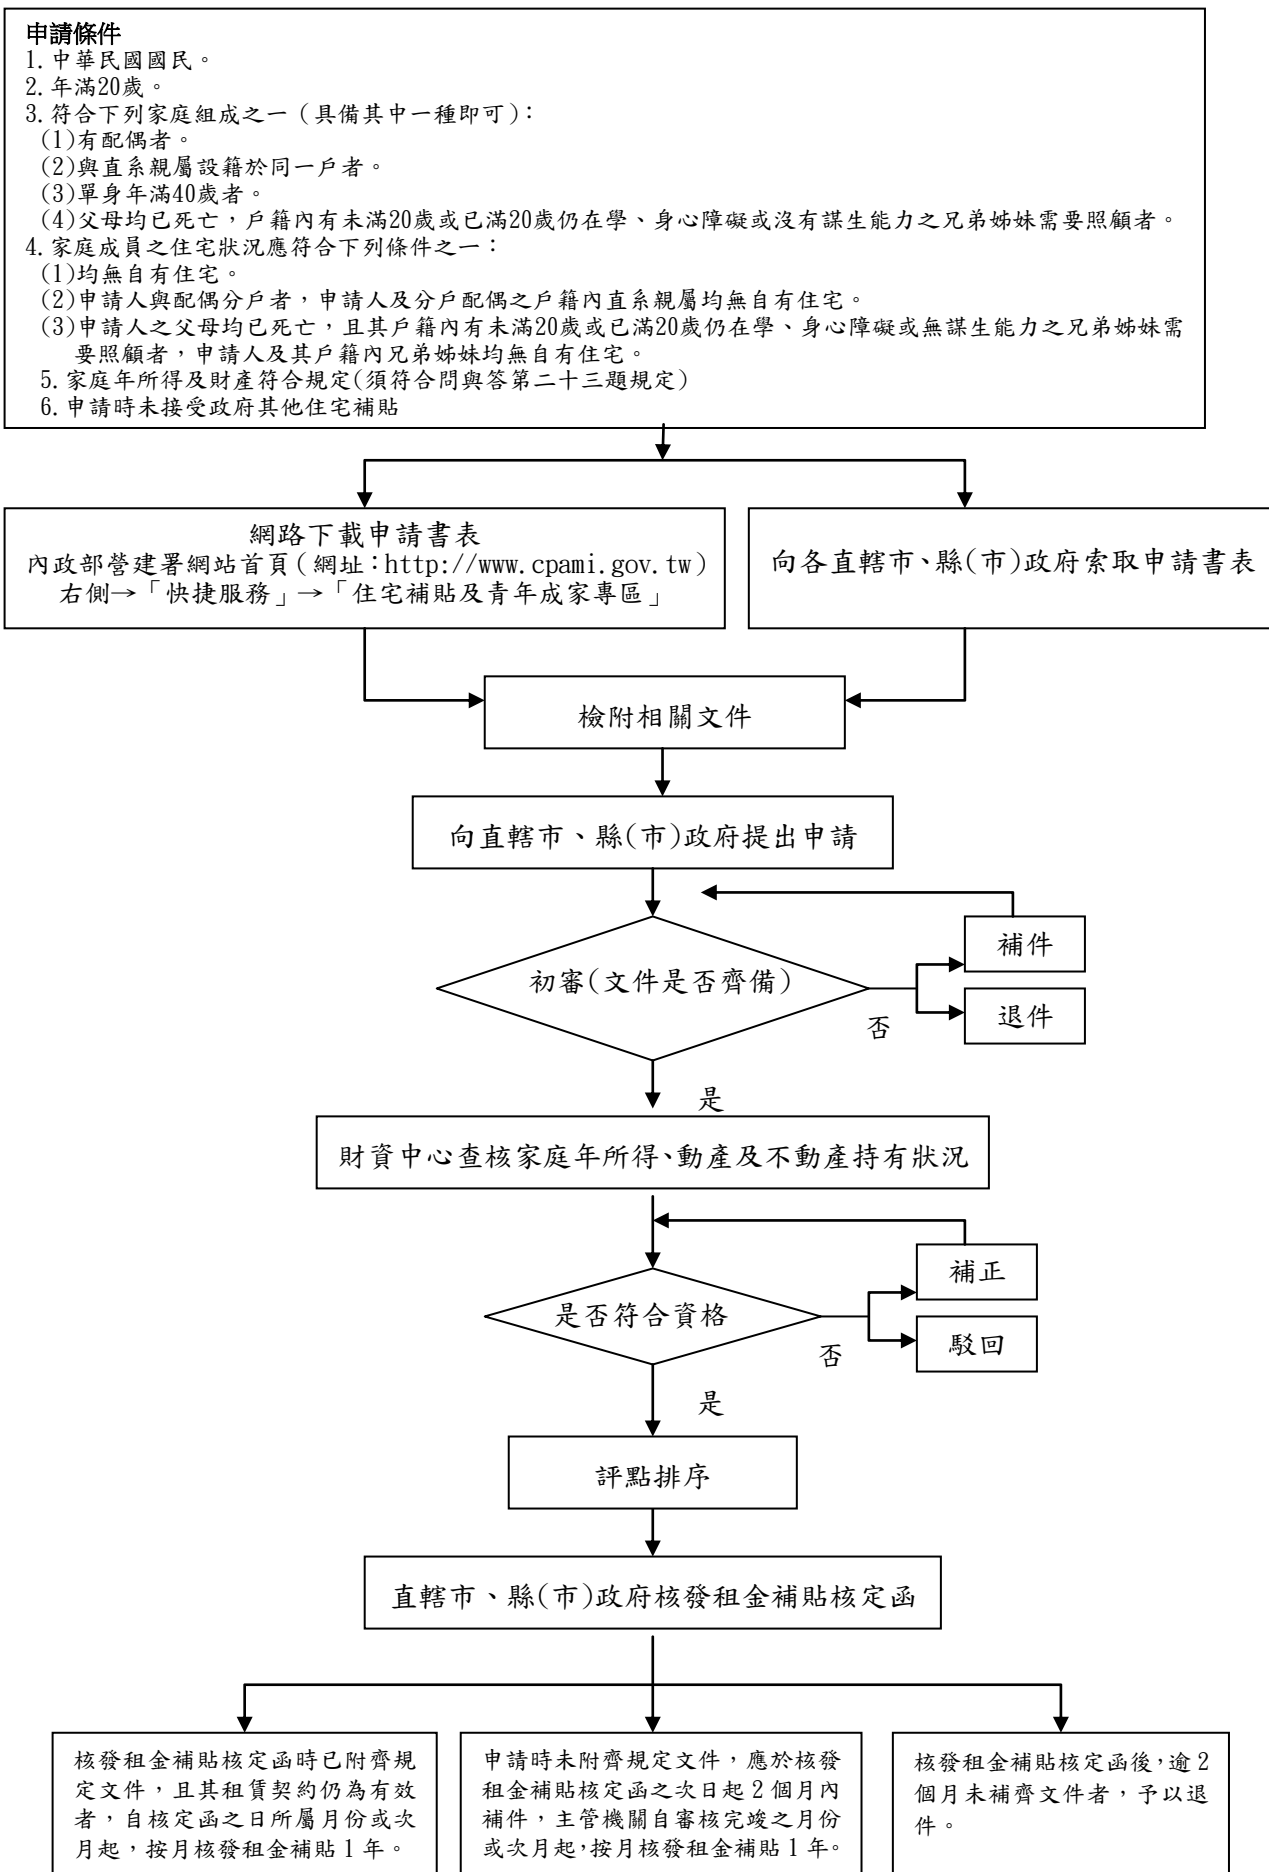 申請條件
1.中華民國國民。
2.年滿20歲。
3.符合下列家庭組成之一（具備其中一種即可）：
(1)有配偶者。
(2)與直系親屬設籍於同一戶者。
(3)單身年滿40歲者。
(4)父母均已死亡，戶籍內有未滿20歲或已滿20歲仍在學、身心障礙或沒有謀生能力之兄弟姊妹需要照顧者。
4.家庭成員之住宅狀況應符合下列條件之一：
(1)均無自有住宅。
(2)申請人與配偶分戶者，申請人及分戶配偶之戶籍內直系親屬均無自有住宅。
(3)申請人之父母均已死亡，且其戶籍內有未滿20歲或已滿20歲仍在學、身心障礙或無謀生能力之兄弟姊妹需
要照顧者，申請人及其戶籍內兄弟姊妹均無自有住宅。
5.家庭年所得及財產符合規定(須符合問與答第二十三題規定)
6.申請時未接受政府其他住宅補貼
網路下載申請書表
內政部營建署網站首頁（網址：http://www.cpami.gov.tw）
右側→「快捷服務」→「住宅補貼及青年成家專區」
向各直轄市、縣(市)政府索取申請書表
檢附相關文件
向直轄市、縣(市)政府提出申請
初審(文件是否齊備)
補件
退件
否
是
財資中心查核家庭年所得、動產及不動產持有狀況
是否符合資格
補正
駁回
否
是
評點排序
直轄市、縣(市)政府核發租金補貼核定函
核發租金補貼核定函時已附齊規
定文件，且其租賃契約仍為有效
者，自核定函之日所屬月份或次
月起，按月核發租金補貼 1 年。
申請時未附齊規定文件，應於核發
租金補貼核定函之次日起 2 個月內
補件，主管機關自審核完竣之月份
或次月起，按月核發租金補貼 1 年。
核發租金補貼核定函後，逾 2
個月未補齊文件者，予以退
件。